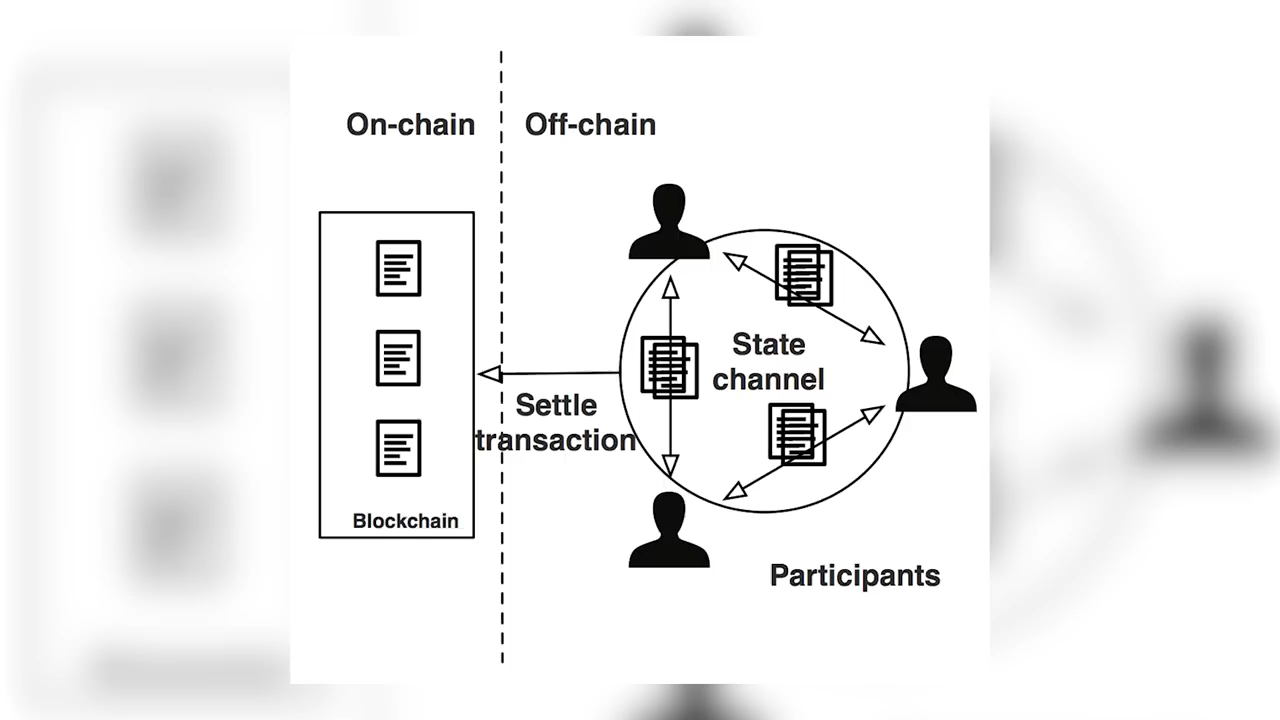 On-chain
Off-chain
State
channel
Settle
transaction
Blockchain
Participants